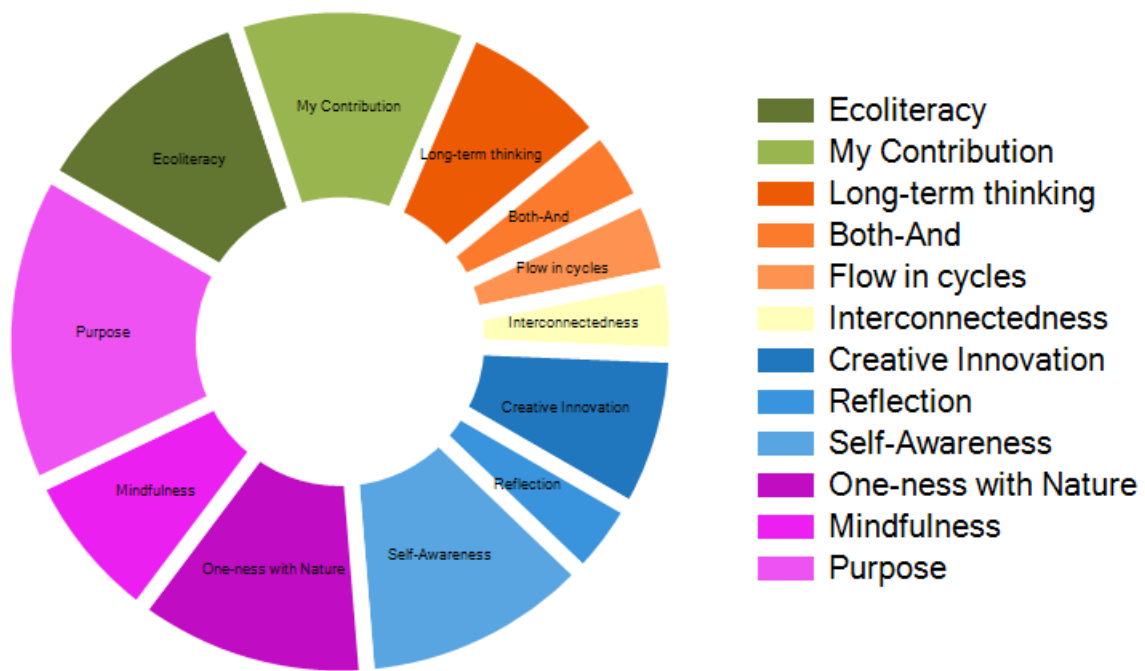 My Contribution
Ecoliteracy
Long-term thinking
Both-And
Flow in cycles
Interconnectedness
Purpose
Creative Innovation
Mindfulness
Reflection
Self-Awareness
One-ness with Nature
Ecoliteracy
My Contribution
Long-term thinking
Both-And
Flow in cycles
Interconnectedness
Creative Innovation
Reflection
Self-Awareness
One-ness with Nature
Mindfulness
Purpose